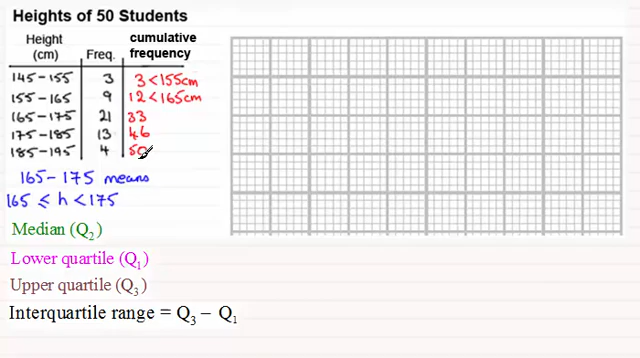 Heights of 50 Students
Height (cm) Freq. cumulative frequency
145-155 3 3 < 155cm
155-165 9 12 < 165cm
165-175 21 33
175-185 13 46
185-195 4 50
165-175 means
165 ≤ h < 175
Median (Q₂)
Lower quartile (Q₁)
Upper quartile (Q₃)
Interquartile range = Q₃ − Q₁